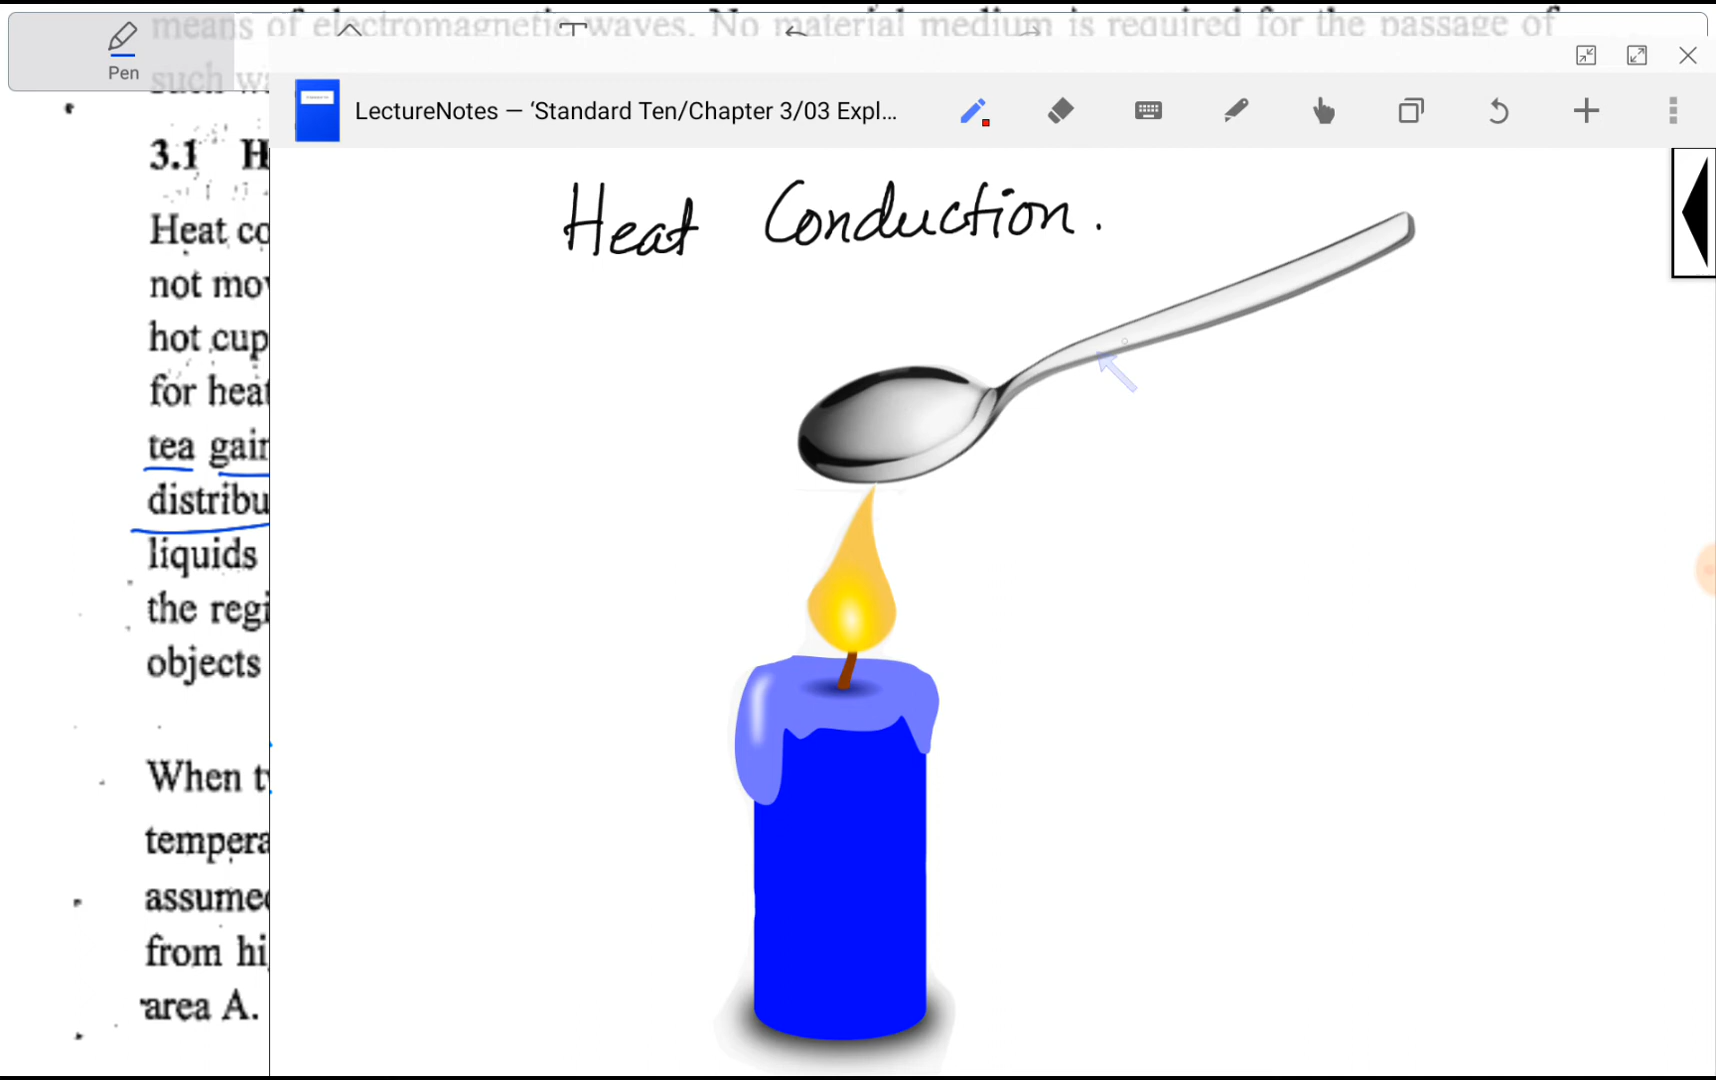 means of electromagnetic waves. No material medium is required for the passage of
such
Pen
LectureNotes — ‘Standard Ten/Chapter 3/03 Expl...
Heat Conduction.
3.1 H
Heat co
not mov
hot cup
for heat
tea gain
distribu
liquids
the regi
objects
When t
tempera
assume
from hi
area A.